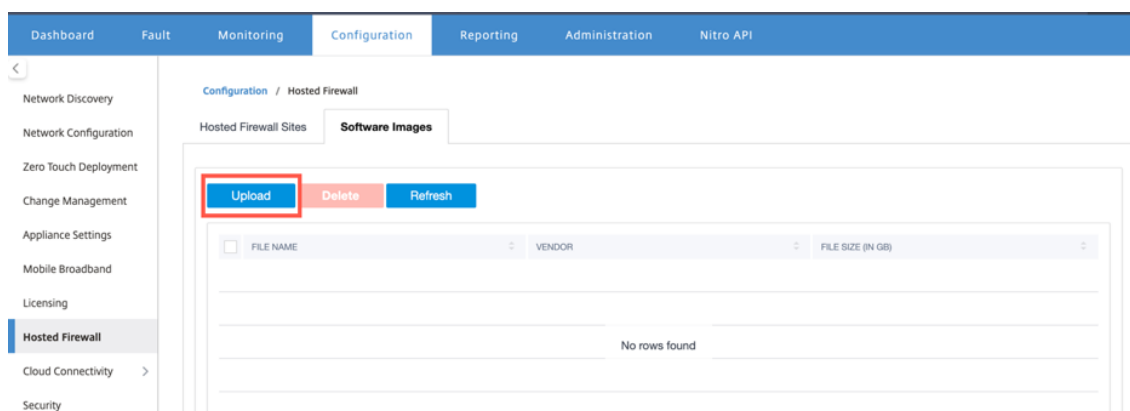 Dashboard Fault Monitoring Configuration Reporting Administration Nitro API
Network Discovery
Network Configuration
Zero Touch Deployment
Change Management
Appliance Settings
Mobile Broadband
Licensing
Hosted Firewall
Cloud Connectivity
Security
Configuration / Hosted Firewall
Hosted Firewall Sites Software Images
Upload Delete Refresh
FILE NAME VENDOR FILE SIZE (IN GB)
No rows found